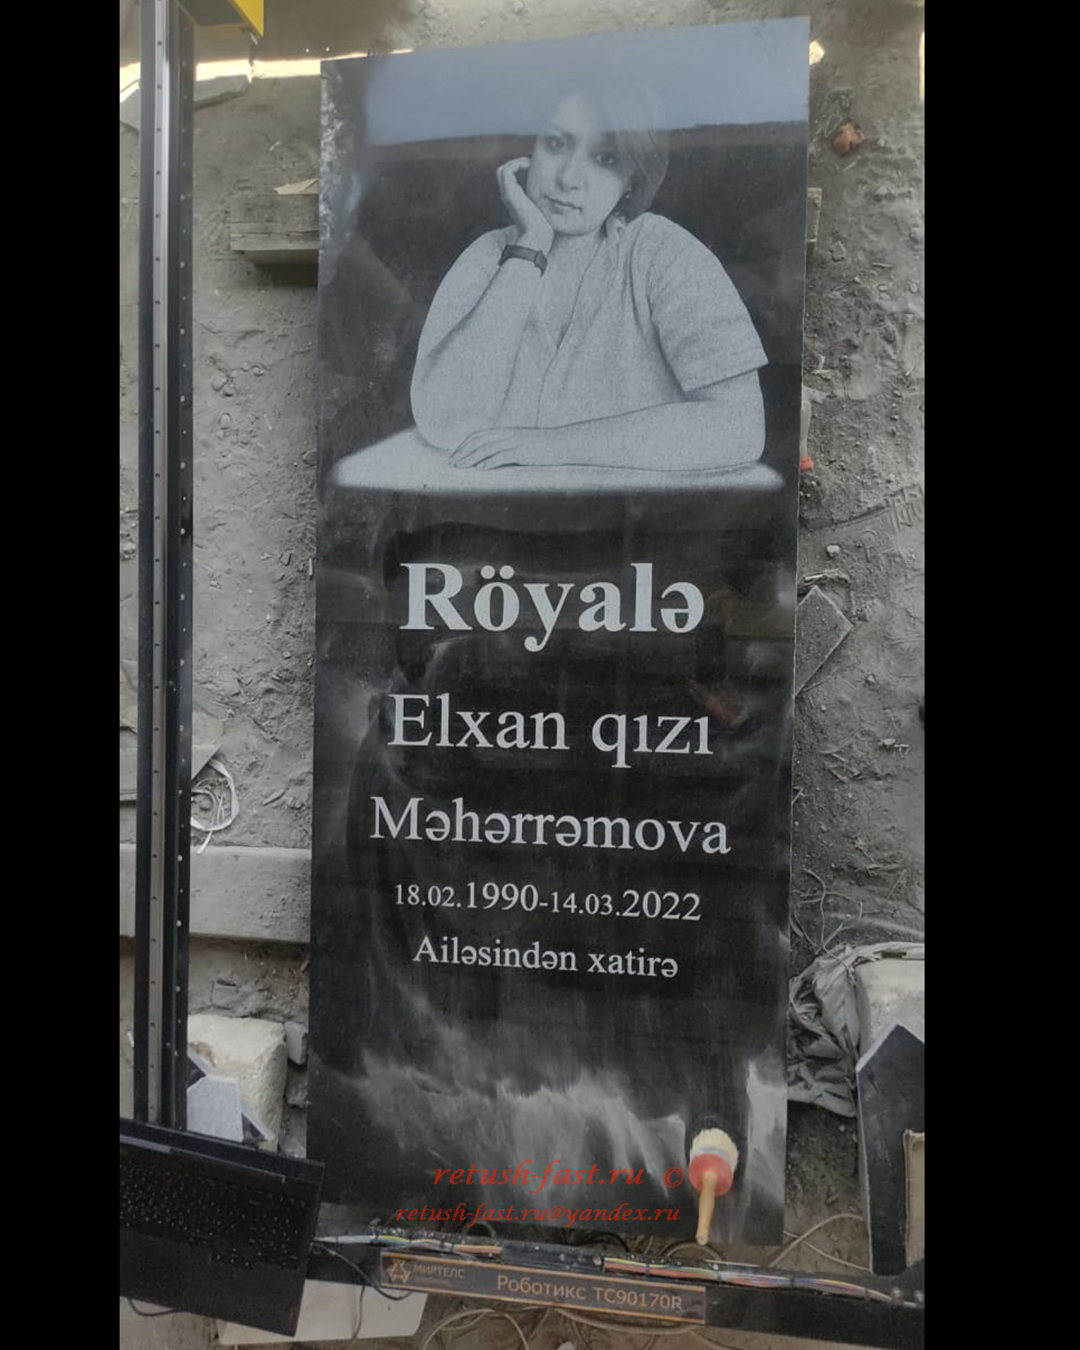 Röyalə
Elxan qızı
Məhərrəmova
18.02.1990-14.03.2022
Ailəsindən xatirə
retush-fast.ru ©
retush-fast.ru@yandex.ru
МИРТЕЛС
Роботикс ТС90170R